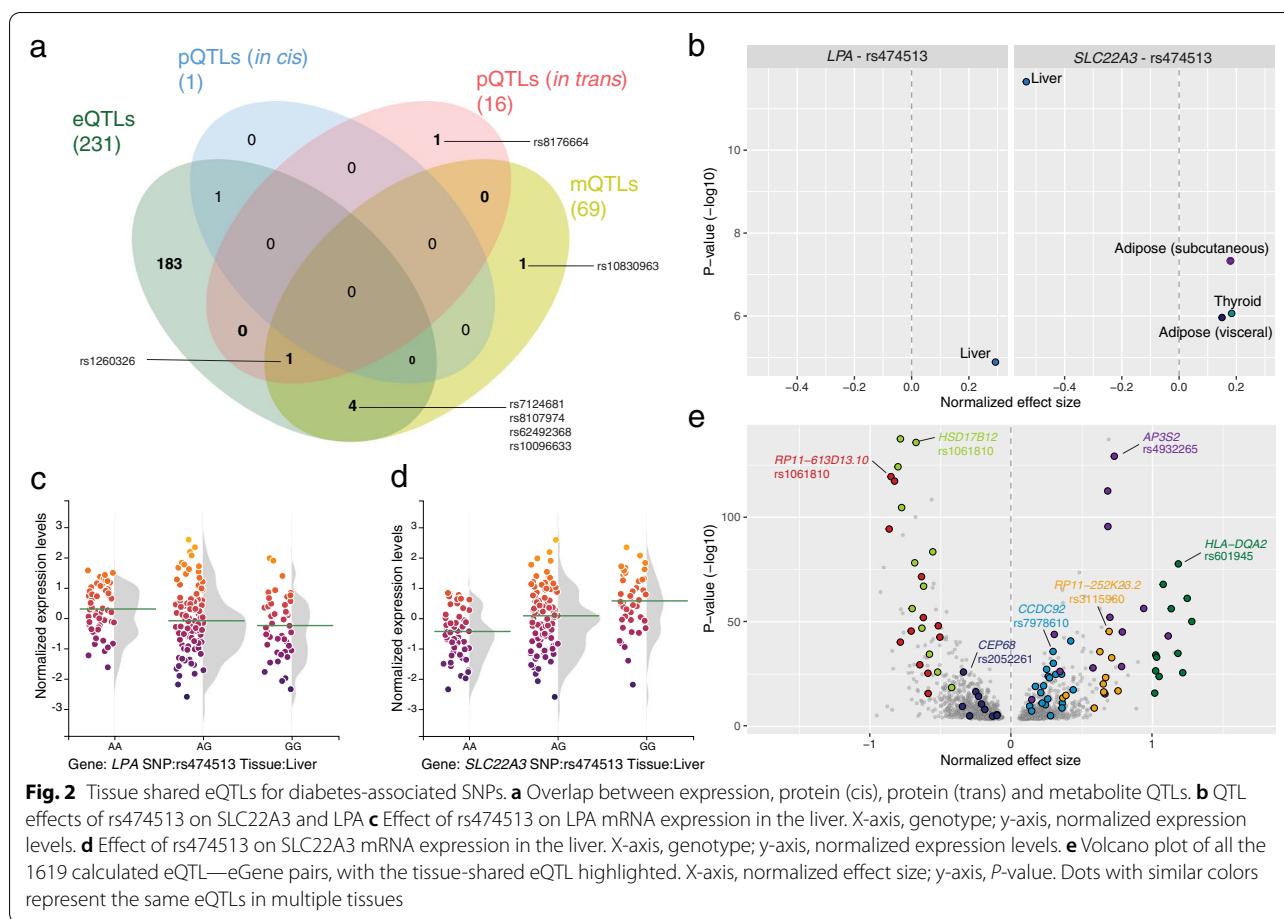 a
pQTLs (in cis)
(1)
pQTLs (in trans)
(16)
eQTLs
(231)
mQTLs
(69)
0
1
rs8176664
0
1
0
183
0
0
1
rs10830963
0
0
0
rs1260326
1
0
4
rs7124681
rs8107974
rs62492368
rs10096633
b
LPA - rs474513
SLC22A3 - rs474513
Liver
Adipose (subcutaneous)
Thyroid
Adipose (visceral)
Liver
P−value (−log10)
10
8
6
−0.4
−0.2
0.0
0.2
−0.4
−0.2
0.0
0.2
Normalized effect size
Normalized effect size
c
Normalized expression levels
3
2
1
0
-1
-2
-3
AA
AG
GG
Gene: LPA SNP:rs474513 Tissue:Liver
d
Normalized expression levels
3
2
1
0
-1
-2
-3
AA
AG
GG
Gene: SLC22A3 SNP:rs474513 Tissue:Liver
e
HSD17B12
rs1061810
RP11−613D13.10
rs1061810
AP3S2
rs4932265
HLA−DQA2
rs601945
RP11−252K23.2
rs3115960
CCDC92
rs7978610
CEP68
rs2052261
P−value (−log10)
100
50
0
−1
0
1
Normalized effect size
Fig. 2 Tissue shared eQTLs for diabetes-associated SNPs. a Overlap between expression, protein (cis), protein (trans) and metabolite QTLs. b QTL
effects of rs474513 on SLC22A3 and LPA c Effect of rs474513 on LPA mRNA expression in the liver. X-axis, genotype; y-axis, normalized expression
levels. d Effect of rs474513 on SLC22A3 mRNA expression in the liver. X-axis, genotype; y-axis, normalized expression levels. e Volcano plot of all the
1619 calculated eQTL—eGene pairs, with the tissue-shared eQTL highlighted. X-axis, normalized effect size; y-axis, P-value. Dots with similar colors
represent the same eQTLs in multiple tissues